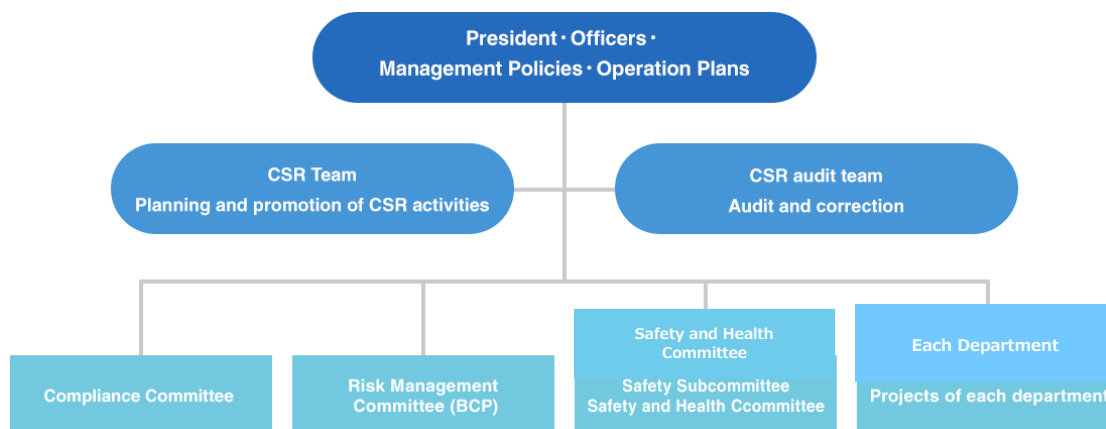 President・Officers・
Management Policies・Operation Plans
CSR Team
Planning and promotion of CSR activities
CSR audit team
Audit and correction
Compliance Committee
Risk Management
Committee (BCP)
Safety and Health
Committee
Safety Subcommittee
Safety and Health Ccommittee
Each Department
Projects of each department